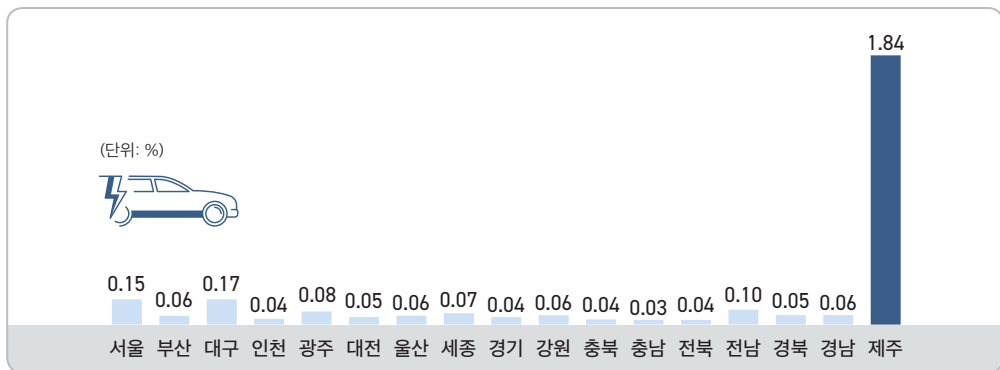 1.84
(단위: %)
0.15 0.06 0.17 0.04 0.08 0.05 0.06 0.07 0.04 0.06 0.04 0.03 0.04 0.10 0.05 0.06
서울 부산 대구 인천 광주 대전 울산 세종 경기 강원 충북 충남 전북 전남 경북 경남 제주